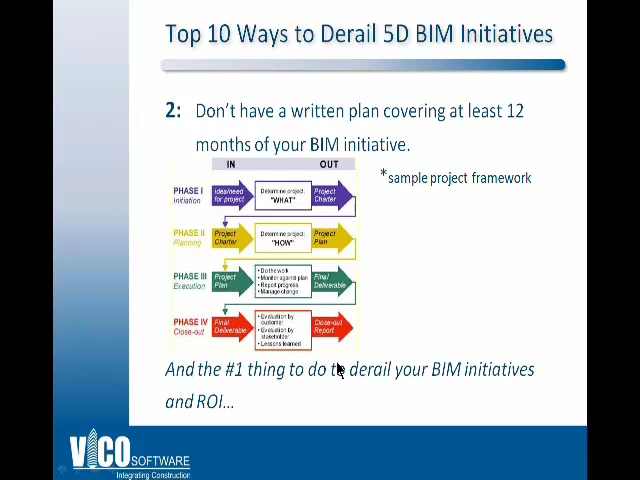 Top 10 Ways to Derail 5D BIM Initiatives
2: Don't have a written plan covering at least 12
months of your BIM initiative.
*sample project framework
IN OUT
PHASE I
Initiation
Idea/need
for project
Determine project:
"WHAT"
Project
Charter
PHASE II
Planning
Project
Charter
Determine project:
"HOW"
Project
Plan
PHASE III
Execution
Project
Plan
• Do the work
• Monitor against plan
• Report progress
• Manage change
Final
Deliverable
PHASE IV
Close-out
Final
Deliverable
• Evaluation by
customer
• Evaluation by
stakeholder
• Lessons learned
Close-out
Report
And the #1 thing to do to derail your BIM initiatives
and ROI...
VICO SOFTWARE
Integrating Construction